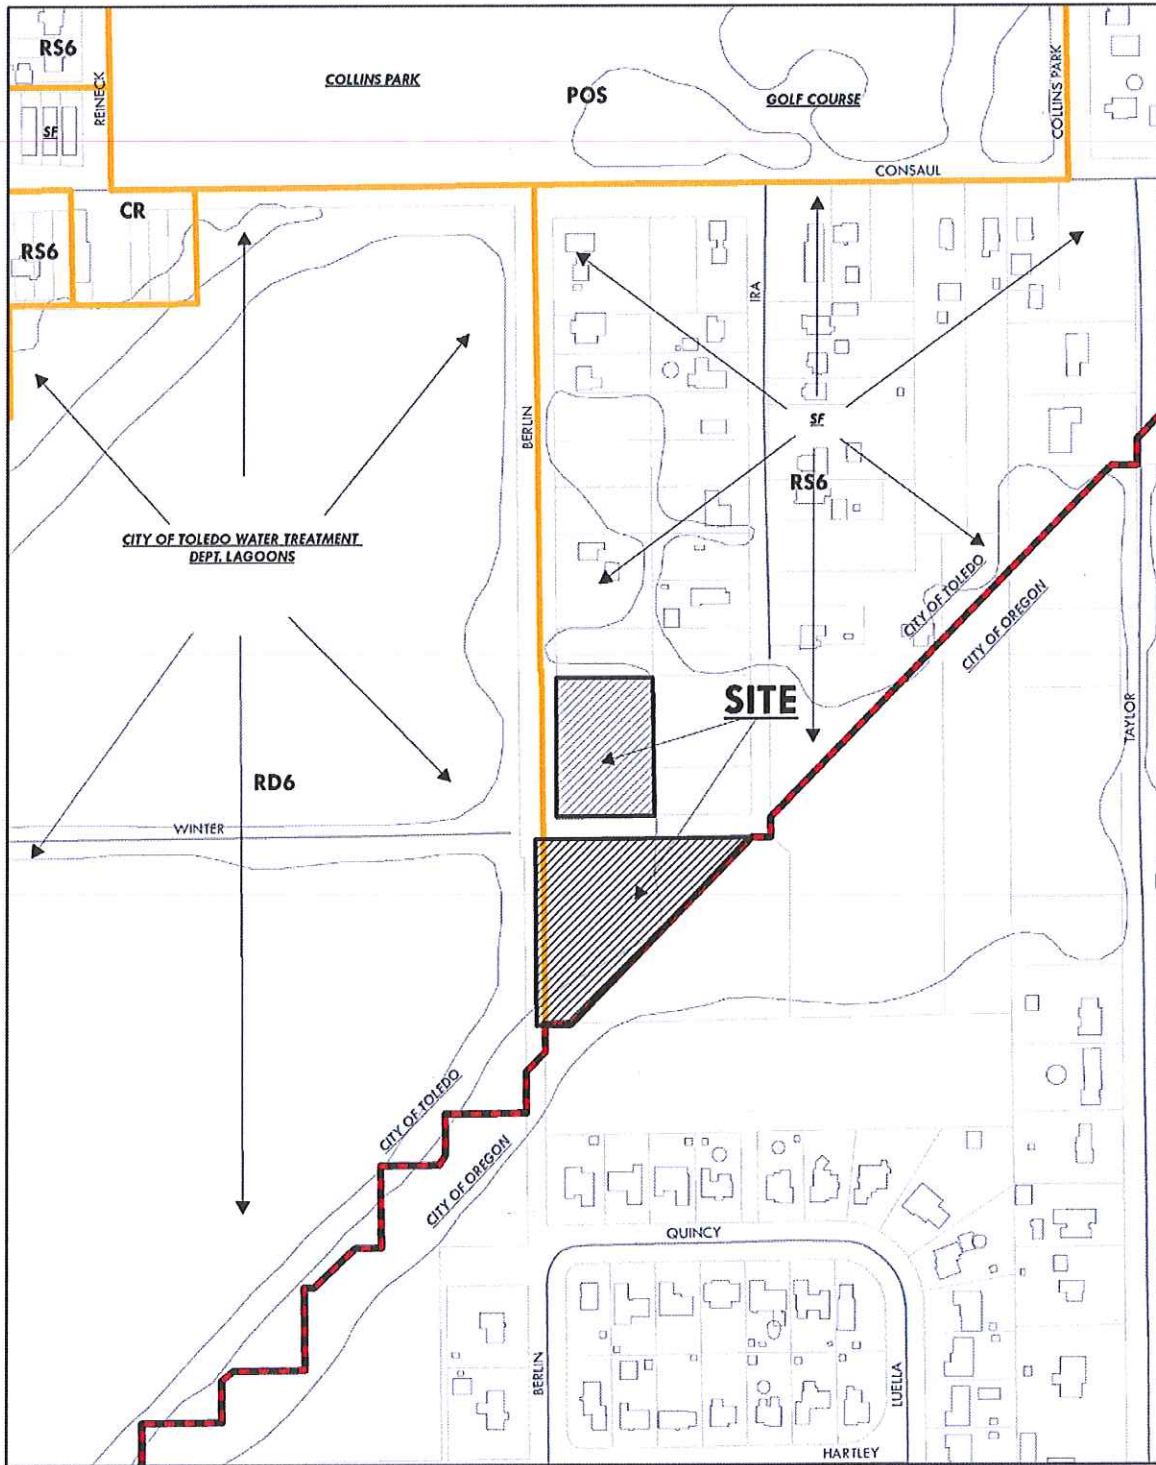 RS6
REINECK
COLLINS PARK
POS
GOLF COURSE
COLLINS PARK
SF
CONSAUL
CR
RS6
IRA
BERLIN
SF
RS6
CITY OF TOLEDO WATER TREATMENT
DEPT. LAGOONS
CITY OF TOLEDO
CITY OF OREGON
SITE
TAYLOR
RD6
WINTER
CITY OF TOLEDO
CITY OF OREGON
QUINCY
BERLIN
LUELLA
HARTLEY